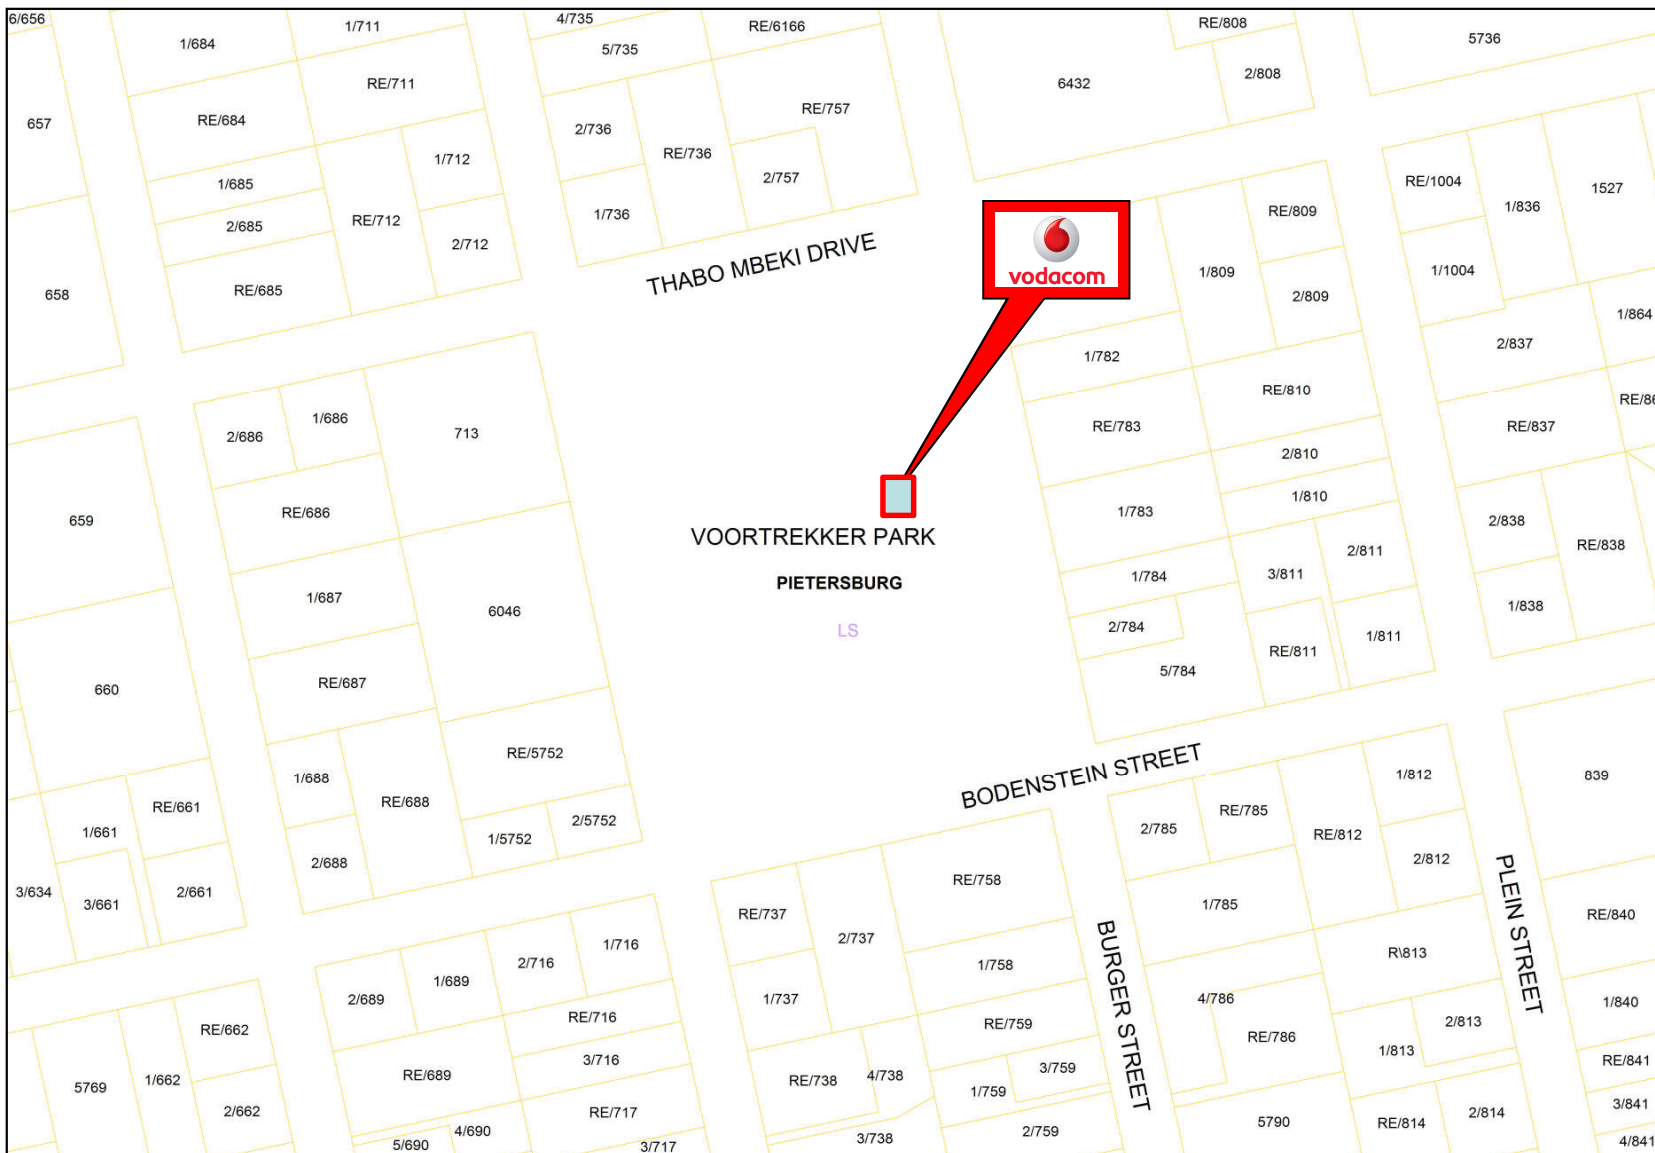 6/656
1/684
1/711
4/735
5/735
RE/6166
RE/808
5736
2/808
6432
RE/711
RE/684
657
RE/757
2/736
RE/736
1/712
2/757
1/685
RE/712
2/685
1/736
2/712
RE/685
658
THABO MBEKI DRIVE
vodacom
RE/809
1/809
2/809
RE/1004
1/836
1527
1/1004
1/864
2/837
1/782
RE/810
RE/783
2/810
1/810
RE/837
1/783
2/811
3/811
1/784
2/784
RE/811
1/811
5/784
2/838
RE/838
1/838
2/686
1/686
713
659
RE/686
VOORTREKKER PARK
PIETERSBURG
LS
1/687
6046
RE/687
660
RE/5752
1/688
RE/688
1/5752
2/5752
2/688
RE/661
1/661
3/634
3/661
2/661
BODENSTEIN STREET
1/812
839
2/785
RE/785
RE/812
2/812
RE/758
1/785
RE/737
2/737
PLEIN STREET
RE/840
BURGER STREET
1/758
R\813
1/737
4/786
1/840
2/813
RE/759
RE/786
1/813
RE/841
3/759
1/759
RE/738
4/738
3/841
4/841
2/814
RE/814
5790
2/759
3/738
1/716
2/716
1/689
2/689
RE/716
3/716
RE/689
RE/717
4/690
5/690
3/717
RE/662
1/662
5769
2/662